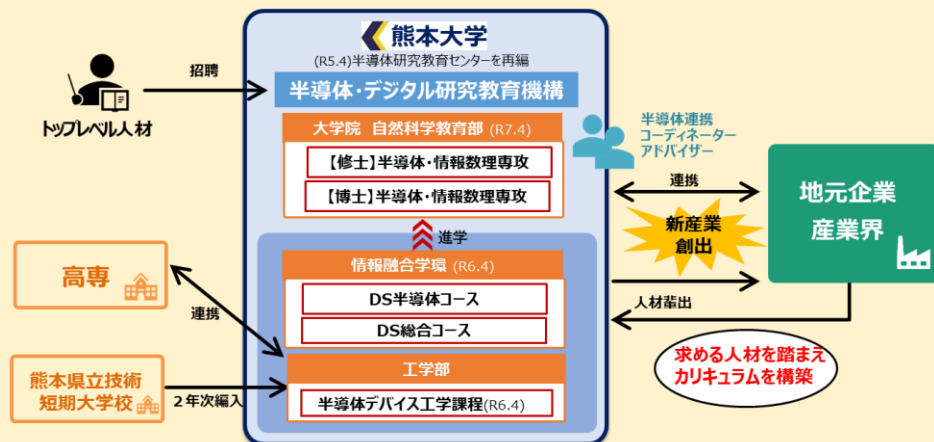 熊本大学
(R5.4)半導体研究教育センターを再編
半導体・デジタル研究教育機構
招聘
トップレベル人材
大学院 自然科学教育部 (R7.4)
【修士】半導体・情報数理専攻
【博士】半導体・情報数理専攻
半導体連携
コーディネーター
アドバイザー
連携
新産業
創出
地元企業
産業界
進学
情報融合学環 (R6.4)
DS半導体コース
DS総合コース
人材輩出
高専
連携
工学部
半導体デバイス工学課程(R6.4)
熊本県立技術
短期大学校
2年次編入
求める人材を踏まえ
カリキュラムを構築